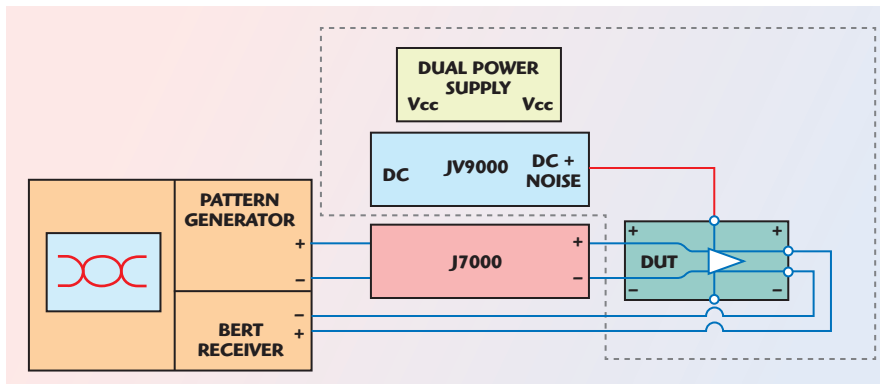 DUAL POWER
SUPPLY
Vcc Vcc
DC JV9000 DC +
NOISE
PATTERN
GENERATOR
+
–
J7000
+
–
+ +
DUT
– –
BERT
RECEIVER
–
+